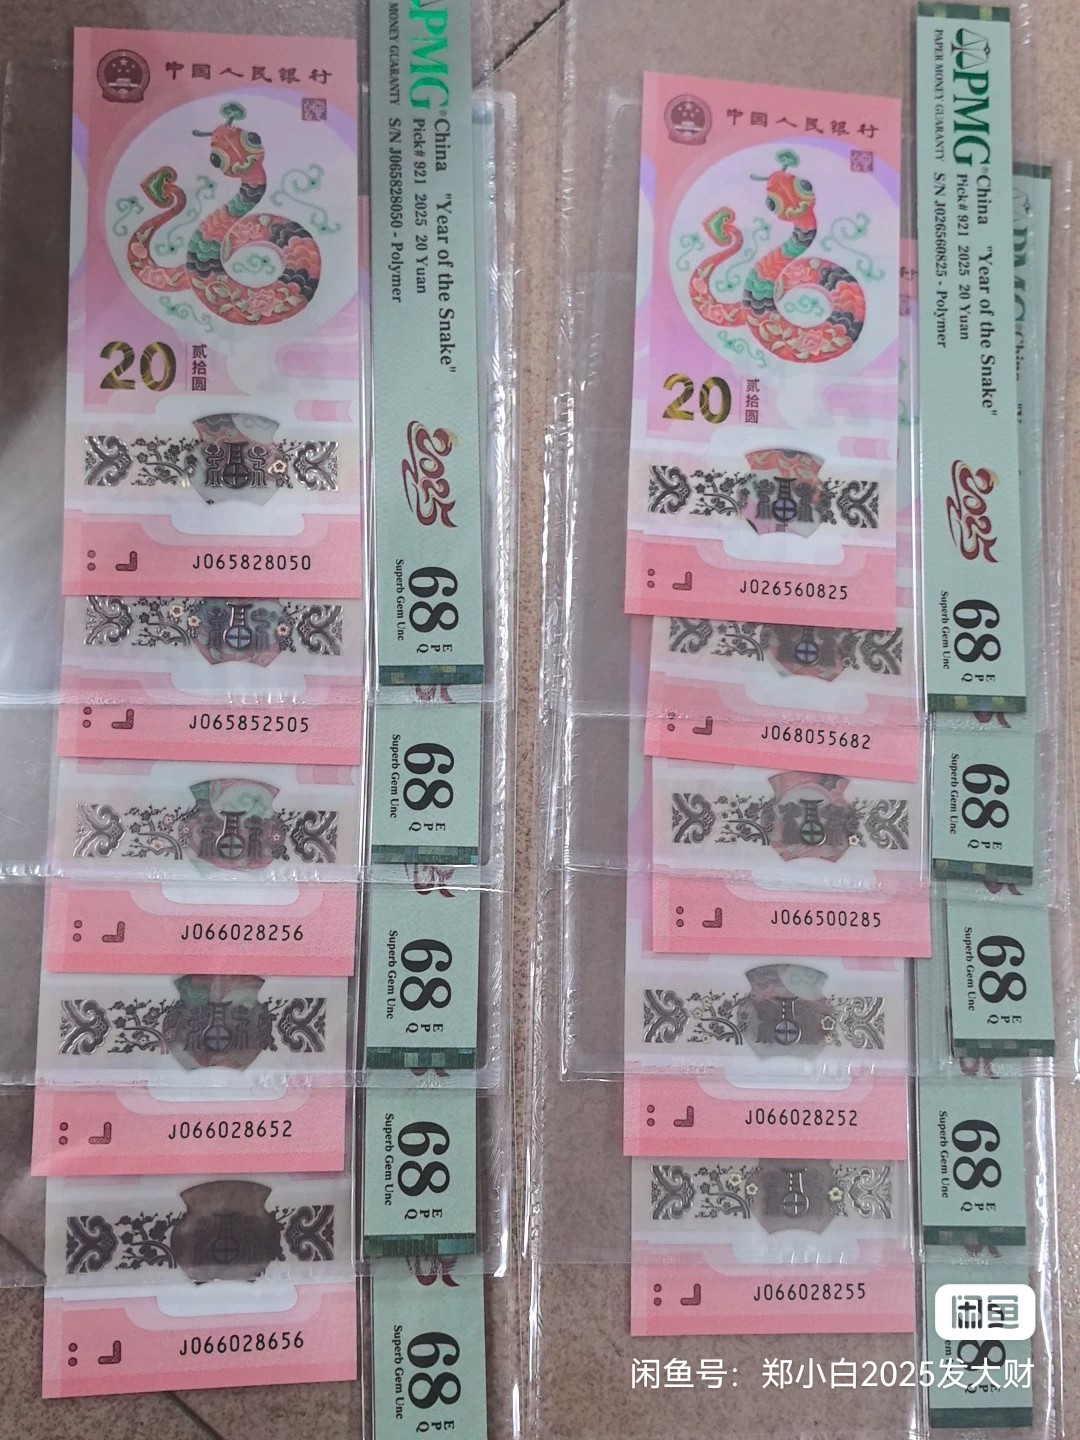 中国人民银行
20
贰拾圆
J065828050
PMG
PAPER MONEY GUARANTY
China "Year of the Snake"
Pick# 921 2025 20 Yuan
S/N J065828050 - Polymer
2025
68 EPQ
Superb Gem Unc
J065852505
68 EPQ
Superb Gem Unc
J066028256
68 EPQ
Superb Gem Unc
J066028652
68 EPQ
Superb Gem Unc
J066028656
68 EPQ
Superb Gem Unc
中国人民银行
20
贰拾圆
J026560825
PMG
PAPER MONEY GUARANTY
China "Year of the Snake"
Pick# 921 2025 20 Yuan
S/N J026560825 - Polymer
2025
68 EPQ
Superb Gem Unc
J068055682
68 EPQ
Superb Gem Unc
J066500285
68 EPQ
Superb Gem Unc
J066028252
68 EPQ
Superb Gem Unc
J066028255
闲鱼
闲鱼号：郑小白2025发大财